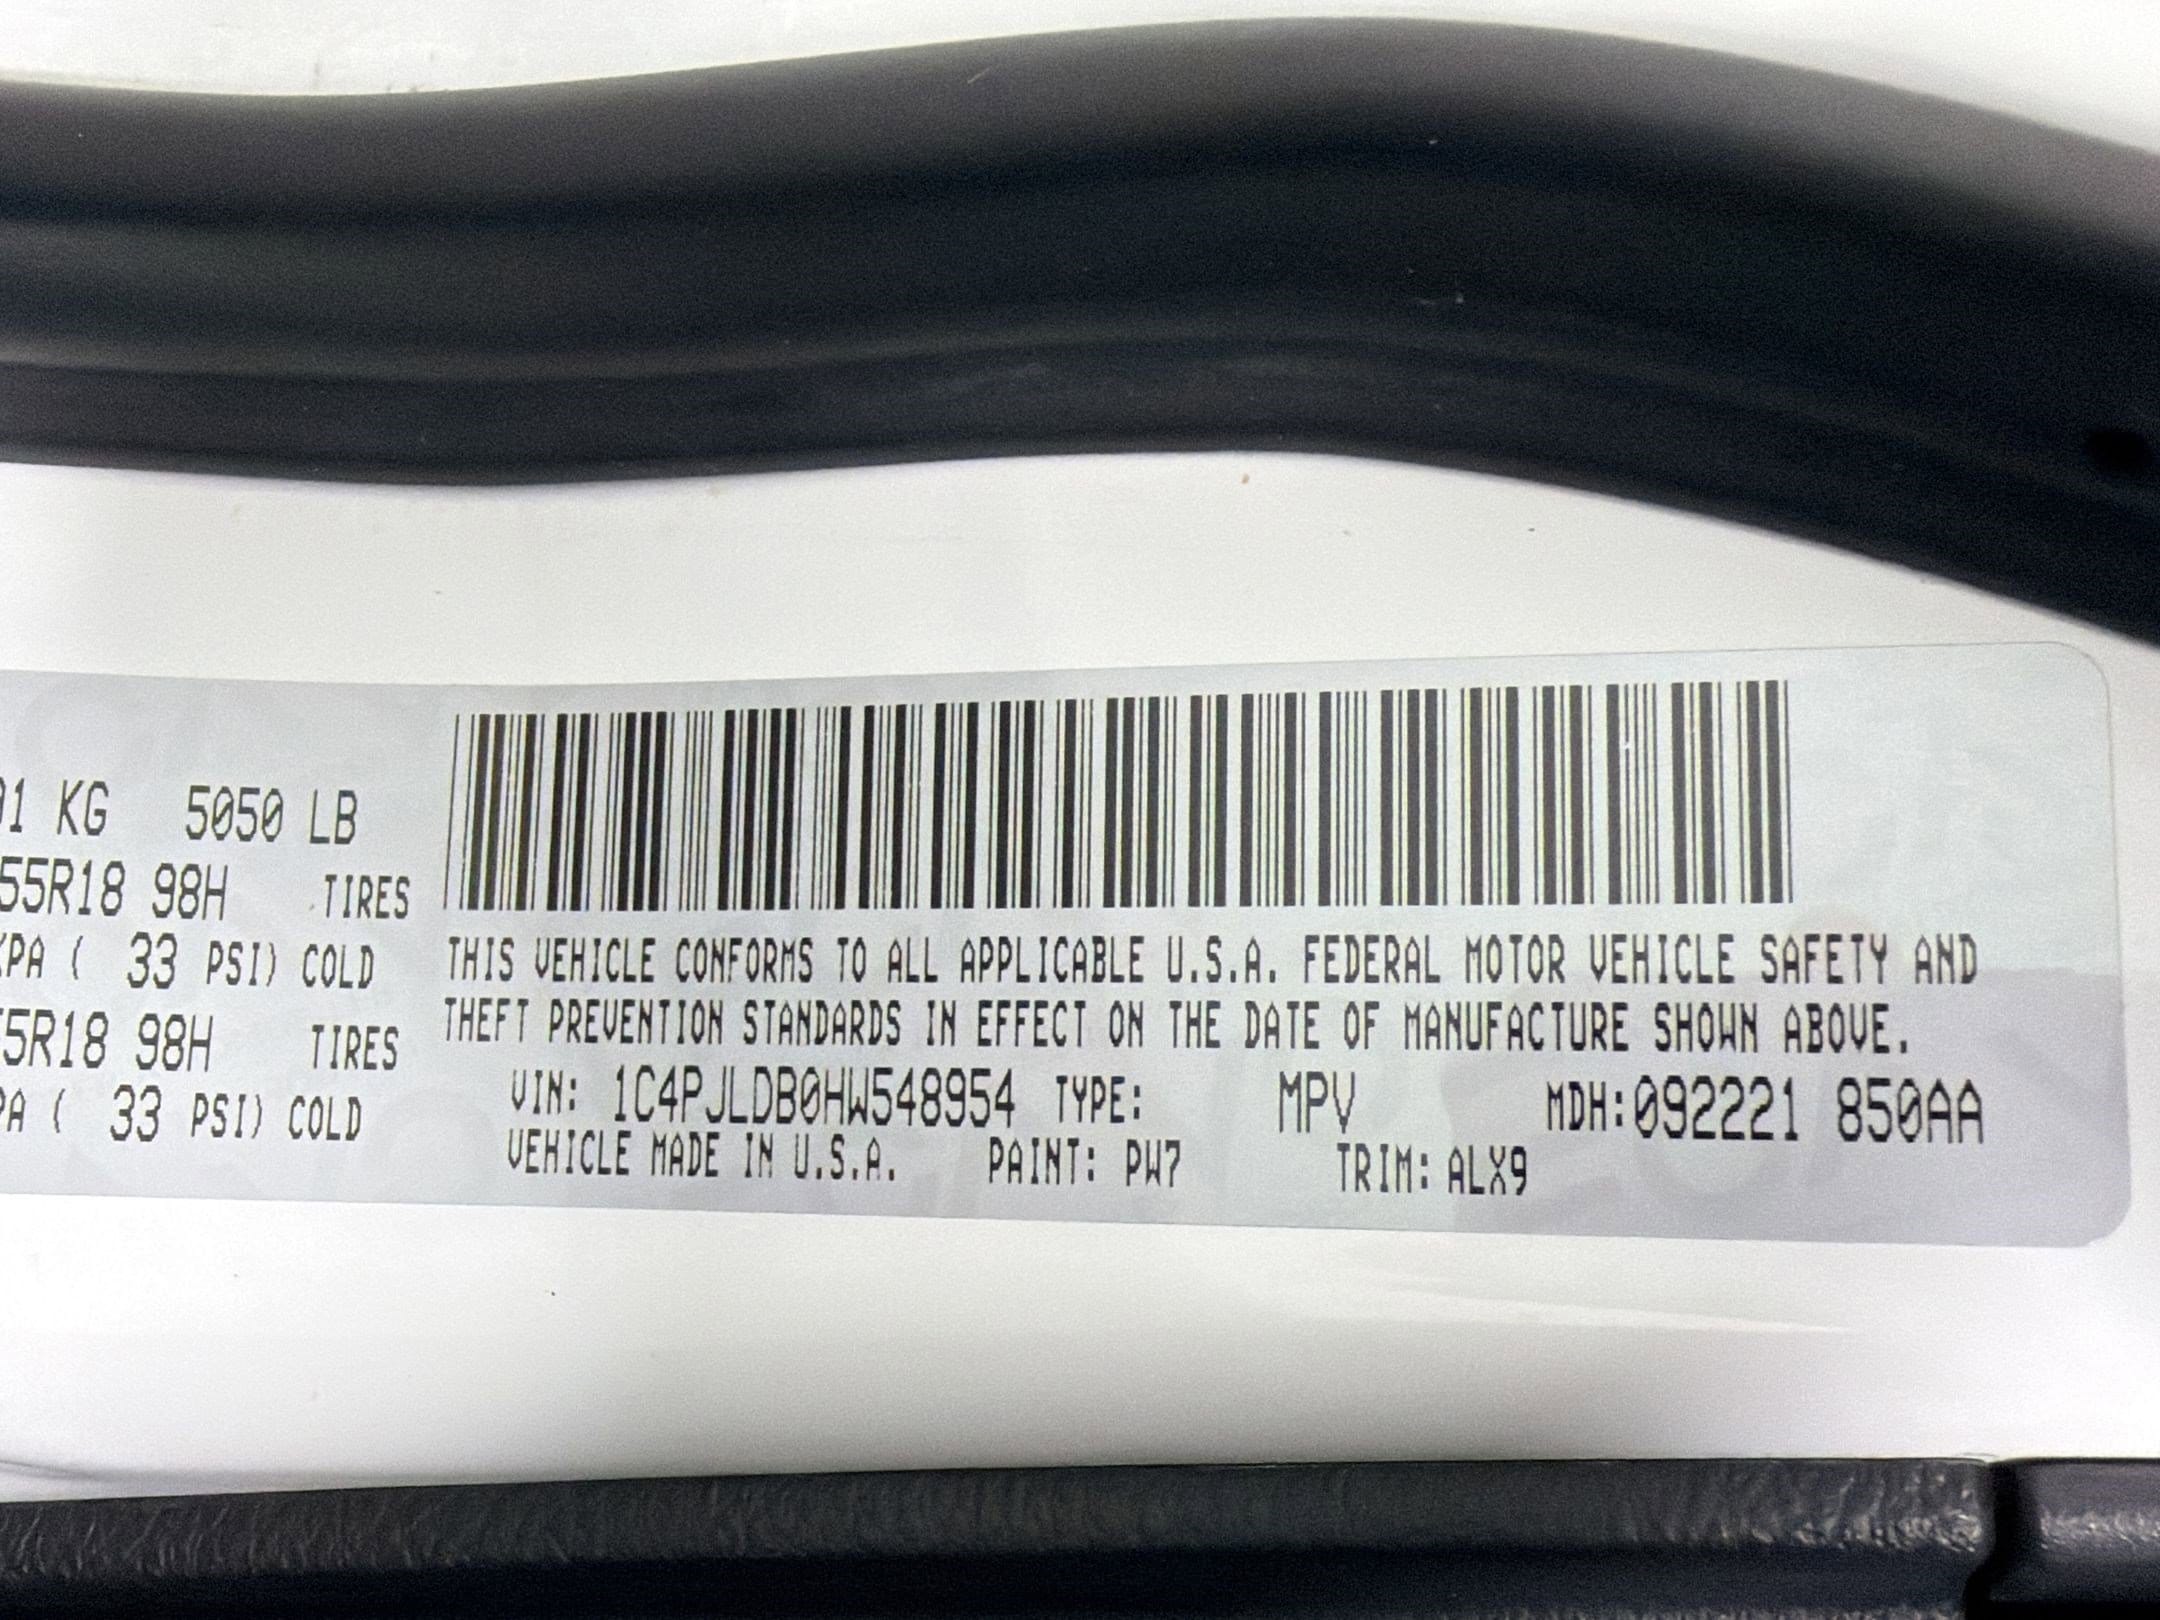 01 KG 5050 LB
55R18 98H TIRES
KPA ( 33 PSI) COLD
55R18 98H TIRES
PA ( 33 PSI) COLD
THIS VEHICLE CONFORMS TO ALL APPLICABLE U.S.A. FEDERAL MOTOR VEHICLE SAFETY AND
THEFT PREVENTION STANDARDS IN EFFECT ON THE DATE OF MANUFACTURE SHOWN ABOVE.
VIN: 1C4PJLDB0HW548954 TYPE: MPV MDH:092221 850AA
VEHICLE MADE IN U.S.A. PAINT: PW7 TRIM: ALX9